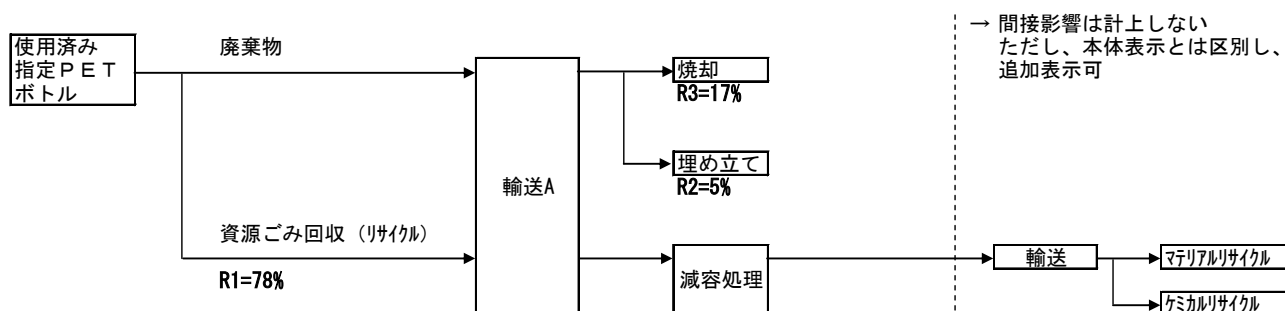 → 間接影響は計上しない
ただし、本体表示とは区別し、
追加表示可
使用済み
指定ＰＥＴ
ボトル
廃棄物
焼却
R3=17%
埋め立て
R2=5%
輸送A
資源ごみ回収（ﾘｻｲｸﾙ）
R1=78%
減容処理
輸送
ﾏﾃﾘｱﾙﾘｻｲｸﾙ
ｹﾐｶﾙﾘｻｲｸﾙ